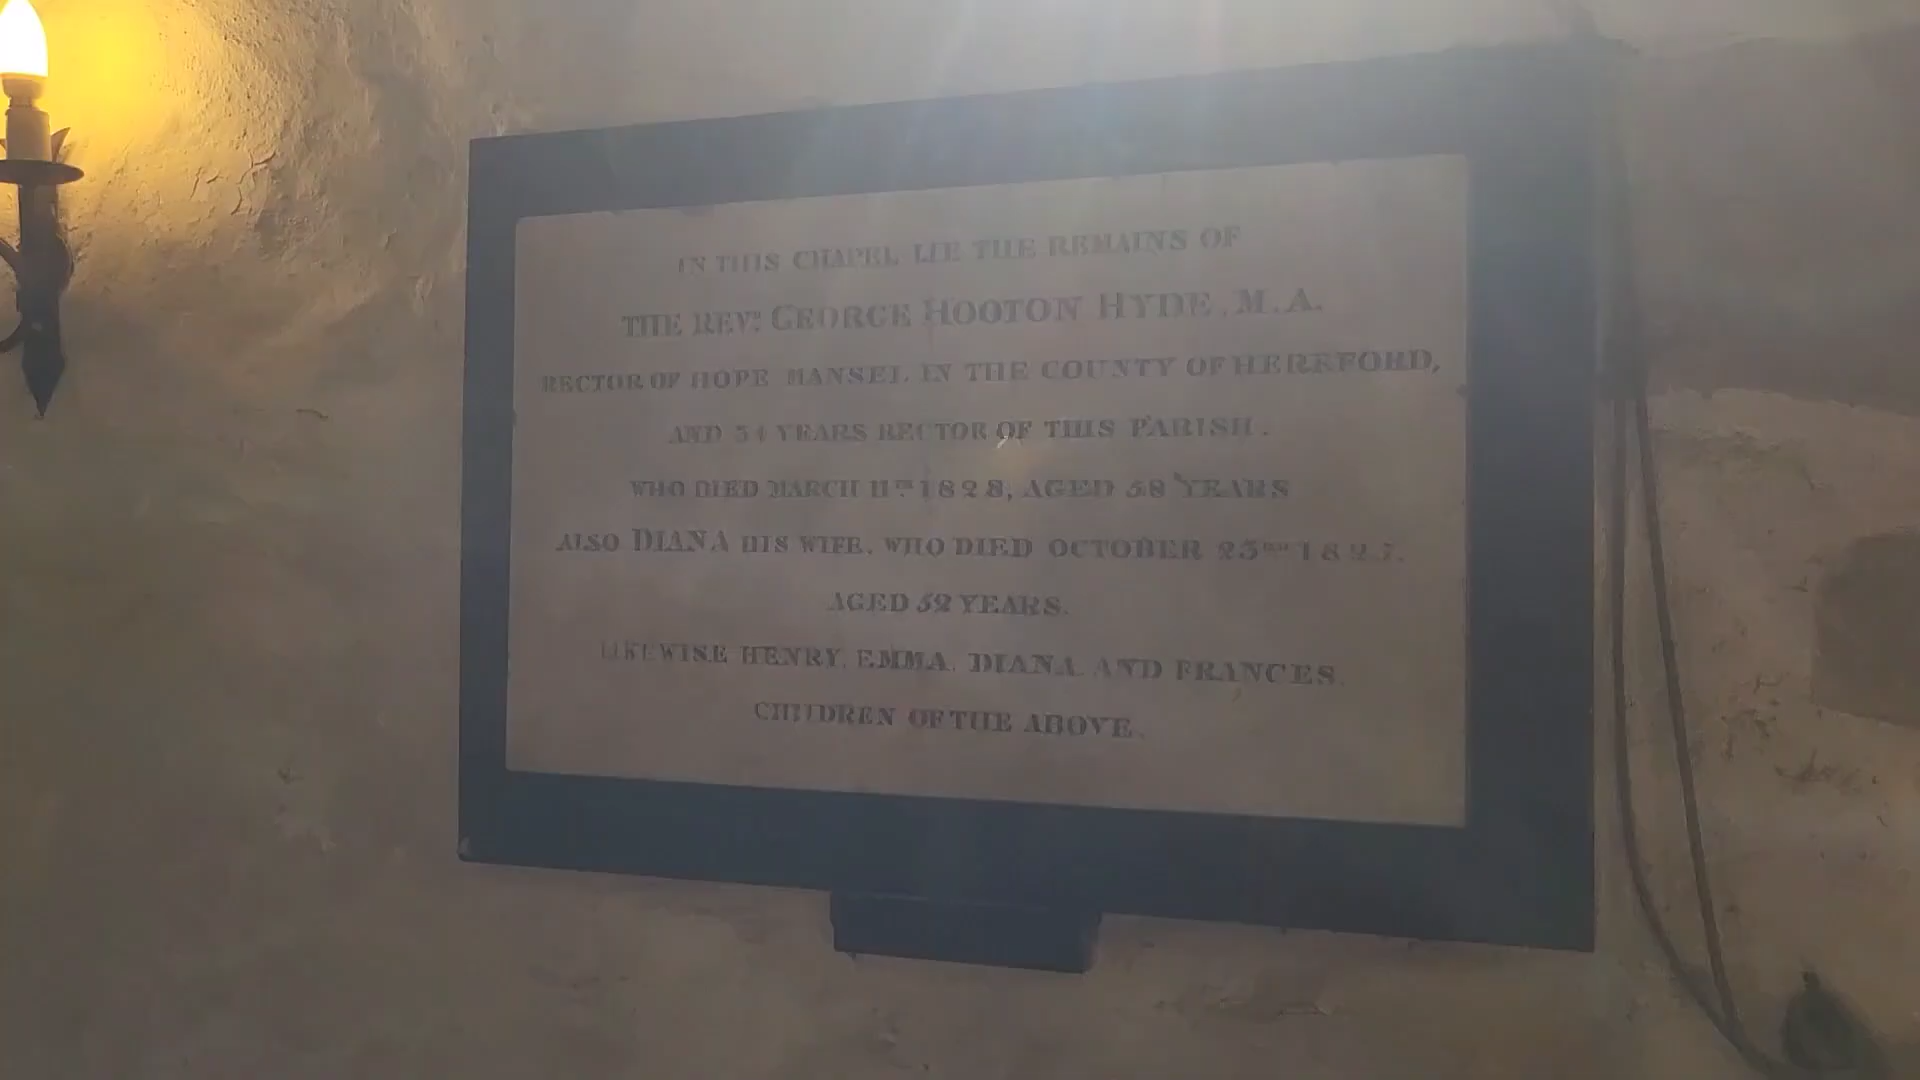 IN THIS CHAPEL LIE THE REMAINS OF
THE REVD. GEORGE HOOTON HYDE, M.A.
RECTOR OF HOPE MANSEL IN THE COUNTY OF HEREFORD,
AND 34 YEARS RECTOR OF THIS PARISH.
WHO DIED MARCH 11TH 1828, AGED 58 YEARS
ALSO DIANA HIS WIFE, WHO DIED OCTOBER
AGED 52 YEARS.
LIKEWISE HENRY, EMMA, DIANA, AND FRANCES,
CHILDREN OF THE ABOVE.